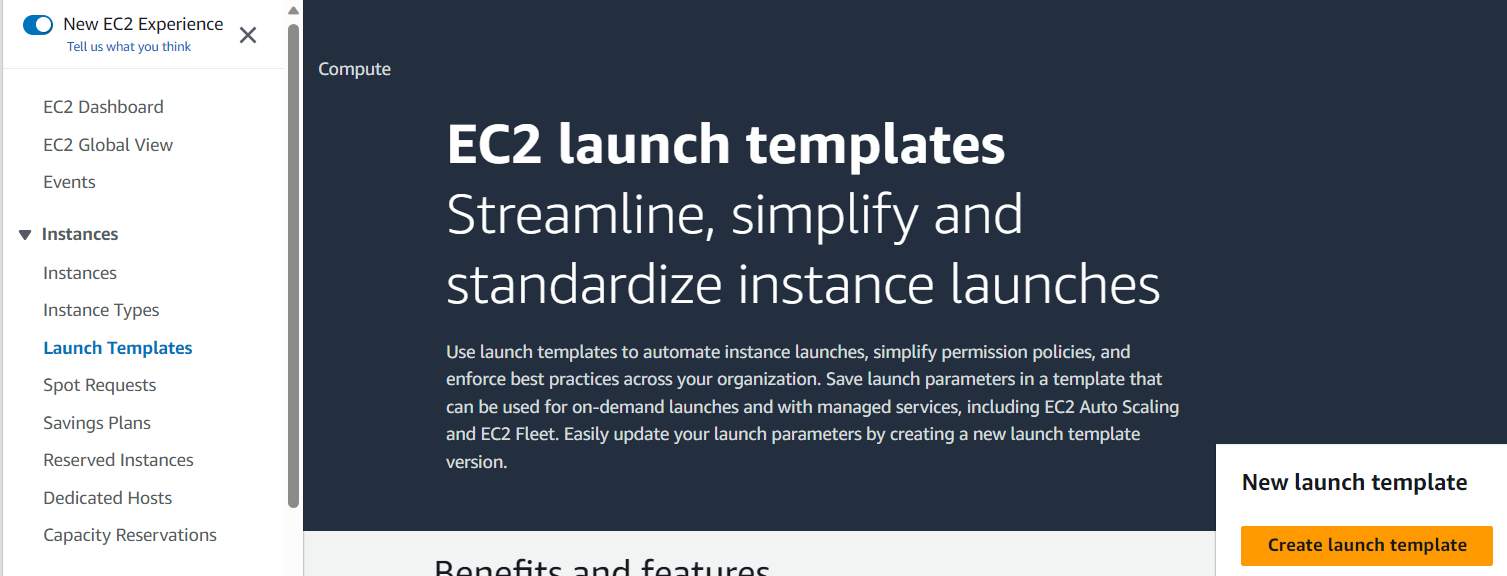 New EC2 Experience
Tell us what you think
EC2 Dashboard
EC2 Global View
Events
Instances
Instances
Instance Types
Launch Templates
Spot Requests
Savings Plans
Reserved Instances
Dedicated Hosts
Capacity Reservations
Compute
EC2 launch templates
Streamline, simplify and
standardize instance launches
Use launch templates to automate instance launches, simplify permission policies, and
enforce best practices across your organization. Save launch parameters in a template that
can be used for on-demand launches and with managed services, including EC2 Auto Scaling
and EC2 Fleet. Easily update your launch parameters by creating a new launch template
version.
New launch template
Create launch template
Benefits and features